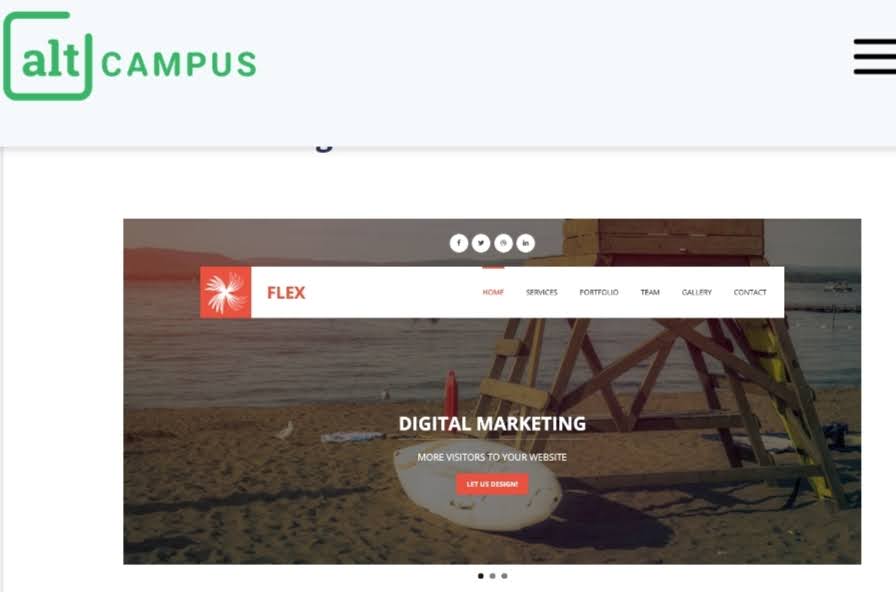 alt CAMPUS
FLEX
HOME SERVICES PORTFOLIO TEAM GALLERY CONTACT
DIGITAL MARKETING
MORE VISITORS TO YOUR WEBSITE
LET US DESIGN!